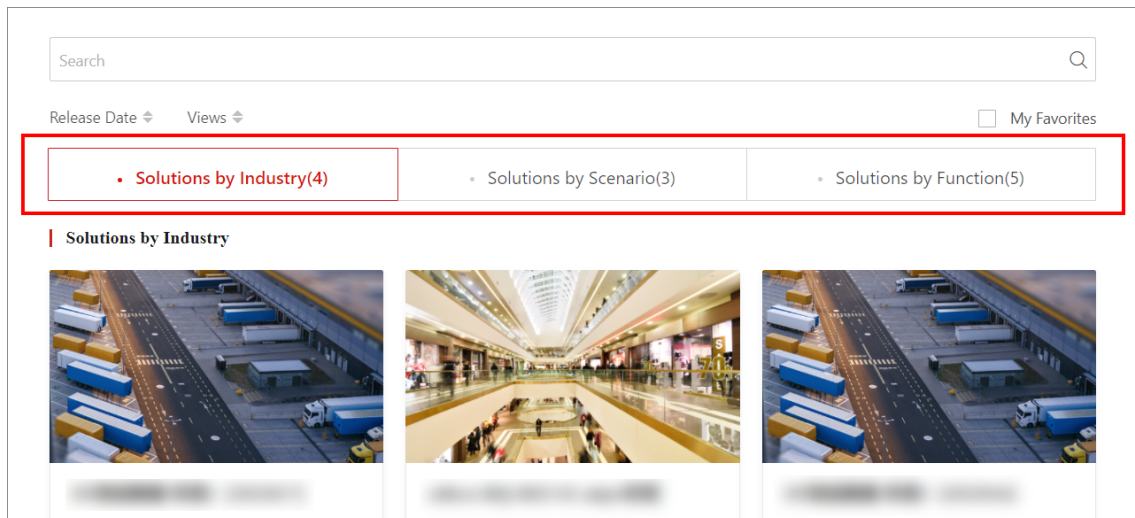 Search
Release Date Views My Favorites
• Solutions by Industry(4) • Solutions by Scenario(3) • Solutions by Function(5)
Solutions by Industry